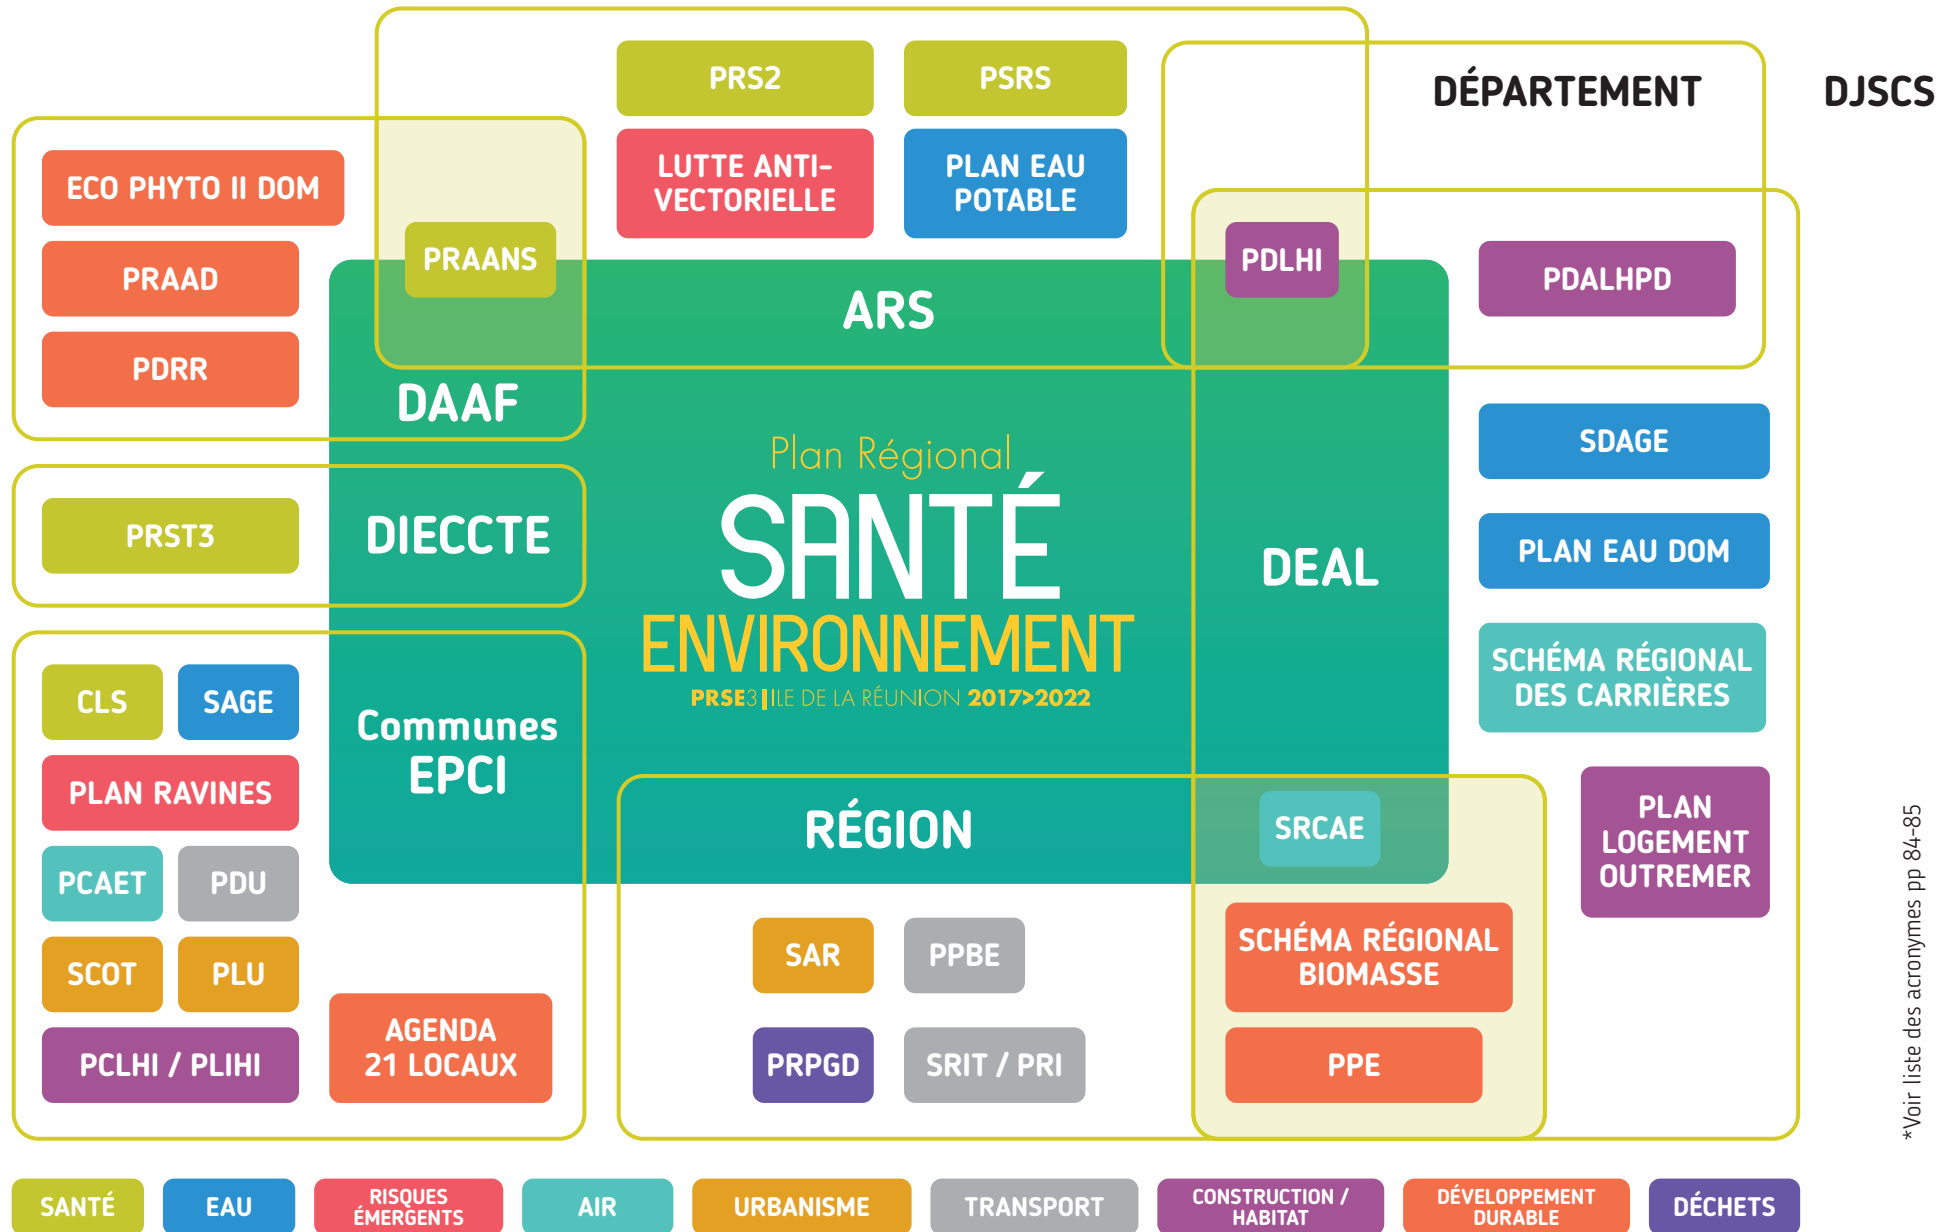 PRS2
PSRS
DÉPARTEMENT
DJSCS
LUTTE ANTI-
VECTORIELLE
PLAN EAU
POTABLE
ECO PHYTO II DOM
PRAAD
PDRR
PRAANS
PDLHI
PDALHPD
ARS
DAAF
PRST3
DIECCTE
Plan Régional
SANTÉ
ENVIRONNEMENT
PRSE3 | ILE DE LA RÉUNION 2017>2022
DEAL
SDAGE
PLAN EAU DOM
SCHÉMA RÉGIONAL
DES CARRIÈRES
PLAN
LOGEMENT
OUTREMER
CLS
SAGE
PLAN RAVINES
PCAET
PDU
SCOT
PLU
PCLHI / PLIHI
AGENDA
21 LOCAUX
Communes
EPCI
RÉGION
SRCAE
SAR
PPBE
PRPGD
SRIT / PRI
SCHÉMA RÉGIONAL
BIOMASSE
PPE
*Voir liste des acronymes pp 84-85
SANTÉ
EAU
RISQUES
ÉMERGENTS
AIR
URBANISME
TRANSPORT
CONSTRUCTION /
HABITAT
DÉVELOPPEMENT
DURABLE
DÉCHETS